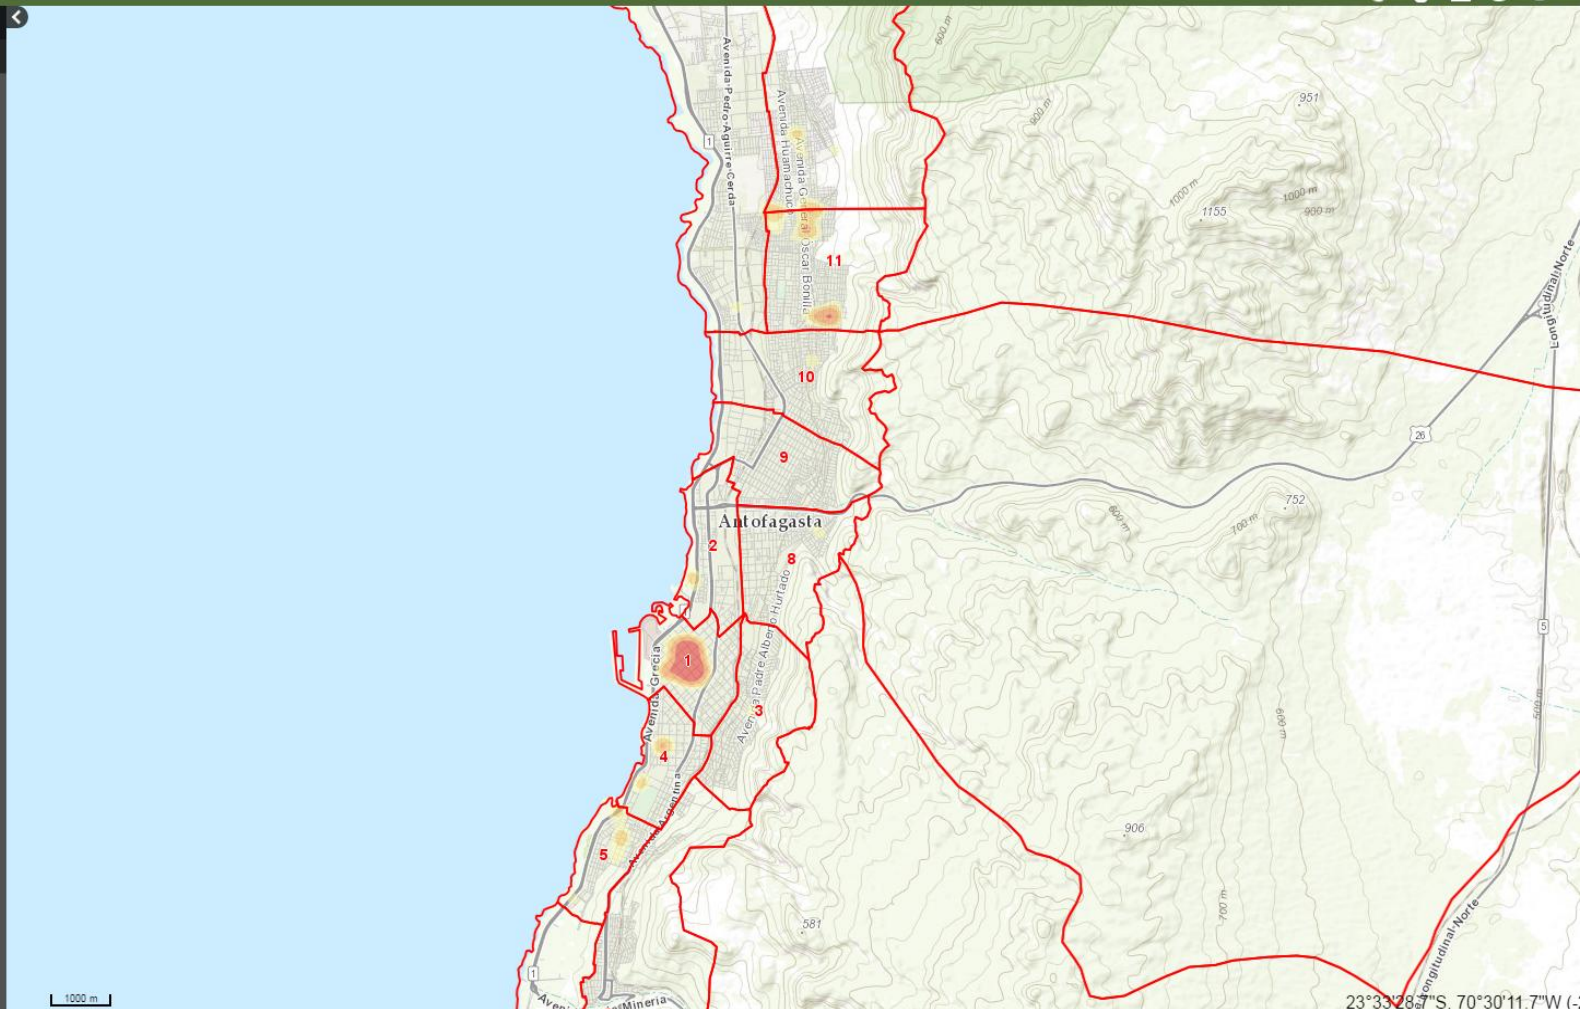 600 m
Avenida-Pedro-Aguirre-Cerda
951
900 m
Avenida Huamachuco
1
Avenida General Oscar Bonilla
1000 m
1000 m
1155
900 m
11
Longitudinal-Norte
10
26
9
752
Antofagasta
600 m
700 m
2
8
Avenida Padre Alberto Hurtado
5
1
Avenida-Grecia
3
500 m
600 m
4
Avenida-Argentina
906
5
700 m
581
Longitudinal-Norte
1
1000 m
Mineria
23°33'28.7"S, 70°30'11.7"W (-